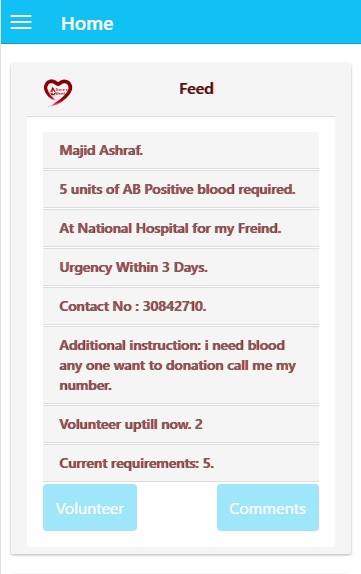 Home
Feed
Majid Ashraf.
5 units of AB Positive blood required.
At National Hospital for my Freind.
Urgency Within 3 Days.
Contact No : 30842710.
Additional instruction: i need blood
any one want to donation call me my
number.
Volunteer uptill now. 2
Current requirements: 5.
Volunteer
Comments